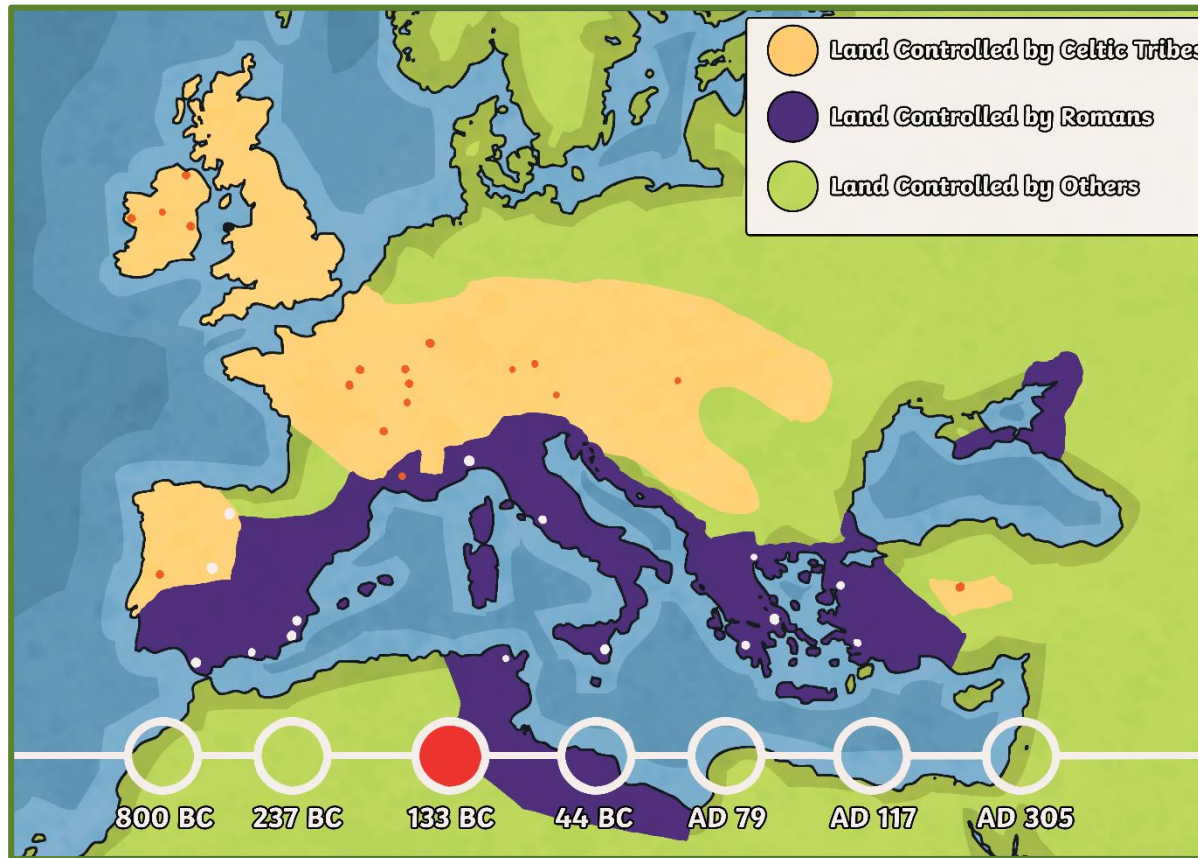 Land Controlled by Celtic Tribes
Land Controlled by Romans
Land Controlled by Others
800 BC
237 BC
133 BC
44 BC
AD 79
AD 117
AD 305